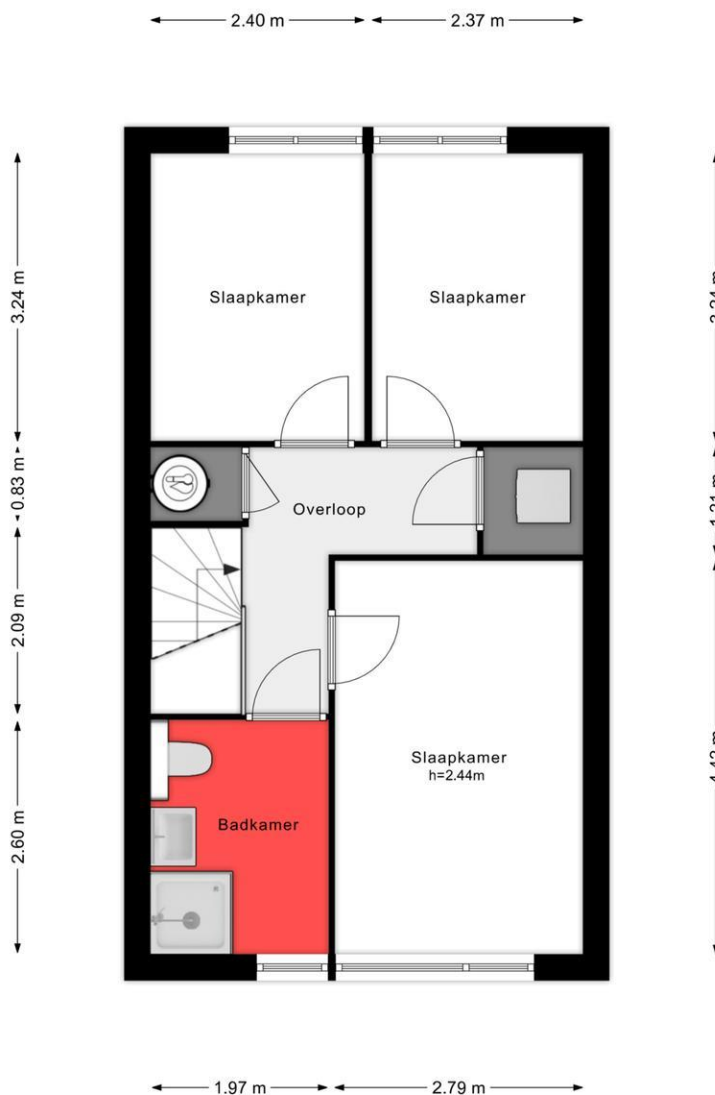 2.40 m
2.37 m
3.24 m
Slaapkamer
Slaapkamer
0.83 m
Overloop
2.09 m
Slaapkamer
h=2.44m
2.60 m
Badkamer
1.97 m
2.79 m